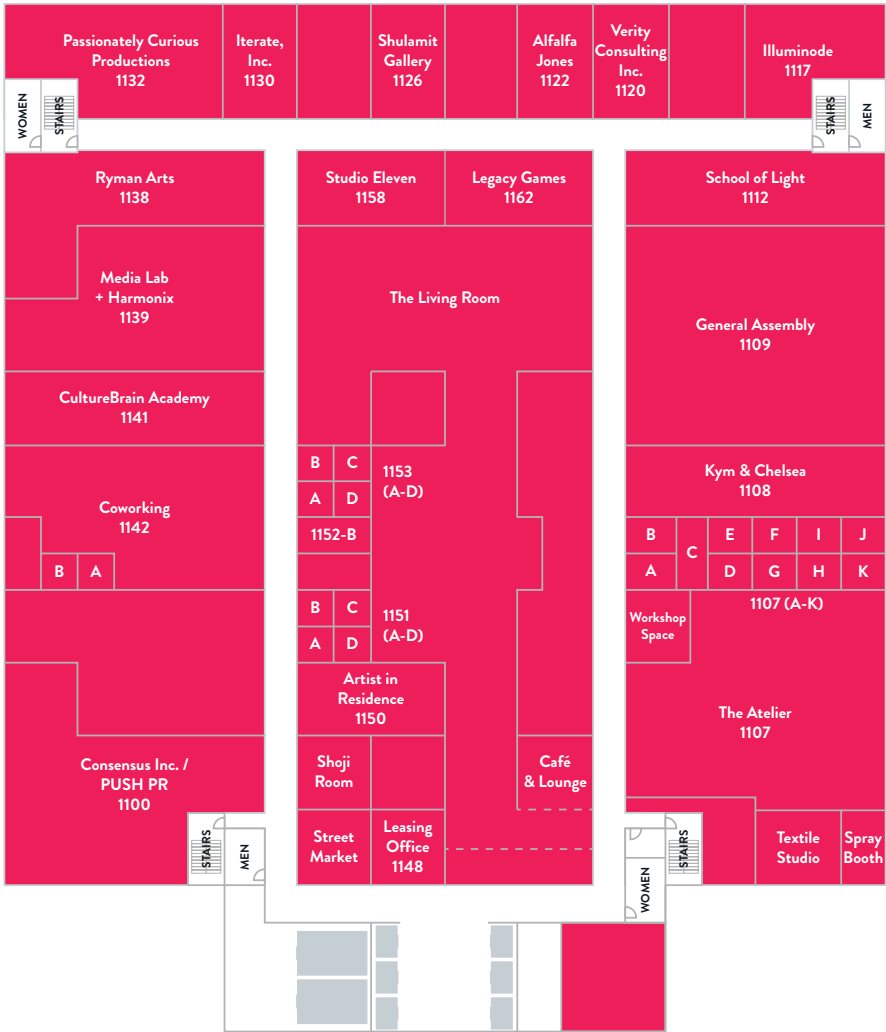 Passionately Curious
Productions
1132
Iterate,
Inc.
1130
Shulamit
Gallery
1126
Alfalfa
Jones
1122
Verity
Consulting
Inc.
1120
Illuminode
1117
WOMEN
STAIRS
STAIRS
MEN
Ryman Arts
1138
Studio Eleven
1158
Legacy Games
1162
School of Light
1112
Media Lab
+ Harmonix
1139
The Living Room
General Assembly
1109
CultureBrain Academy
1141
Coworking
1142
B
A
B
C
A
D
1153
(A-D)
1152-B
B
C
A
D
1151
(A-D)
Kym & Chelsea
1108
B
A
C
E
F
I
J
D
G
H
K
1107 (A-K)
Workshop
Space
The Atelier
1107
Artist in
Residence
1150
Consensus Inc. /
PUSH PR
1100
Shoji
Room
Café
& Lounge
Street
Market
Leasing
Office
1148
STAIRS
MEN
WOMEN
STAIRS
Textile
Studio
Spray
Booth